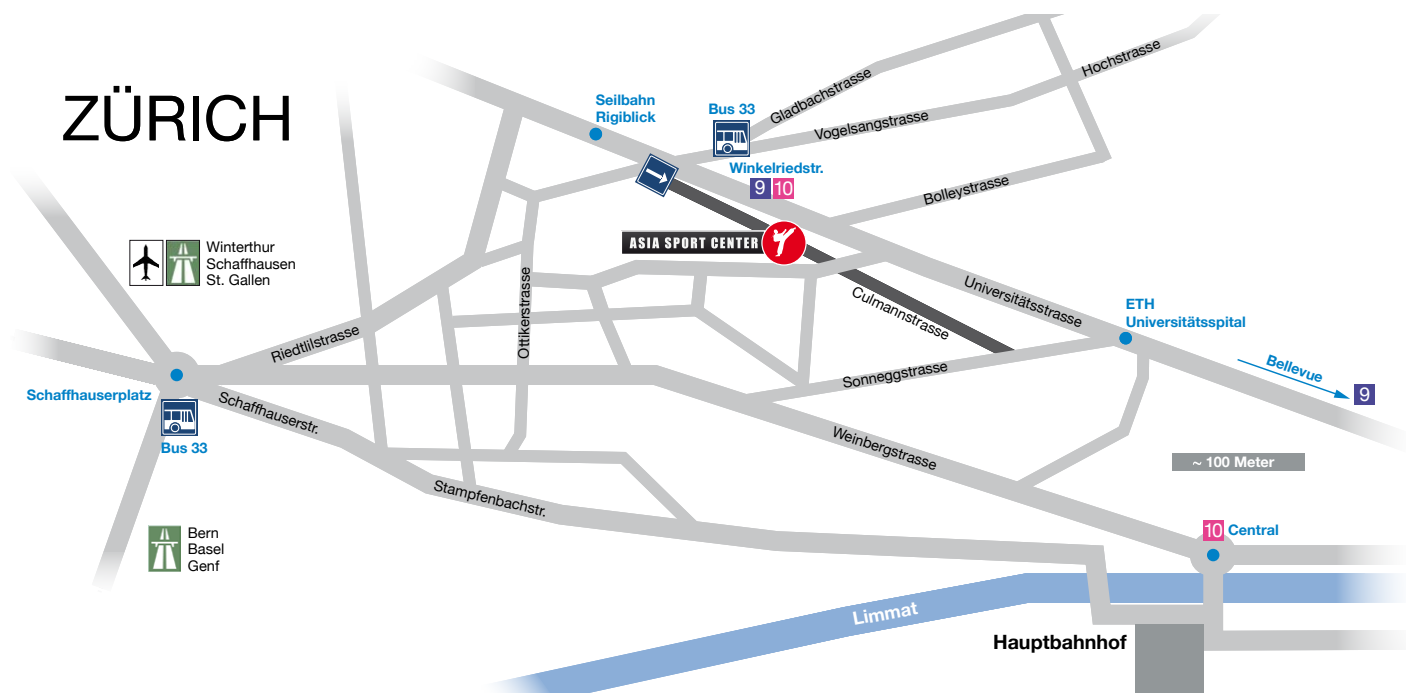 ZÜRICH
Seilbahn
Rigiblick
Bus 33
Gladbachstrasse
Hochstrasse
Vogelsangstrasse
Winkelriedstr.
9 10
Bolleystrasse
ASIA SPORT CENTER
Winterthur
Schaffhausen
St. Gallen
Ottikerstrasse
Culmannstrasse
Universitätsstrasse
ETH
Universitätsspital
Riedtlilstrasse
Sonneggstrasse
Bellevue
9
Schaffhauserplatz
Schaffhauserstr.
Bus 33
Weinbergstrasse
~ 100 Meter
Stampfenbachstr.
Bern
Basel
Genf
10 Central
Limmat
Hauptbahnhof